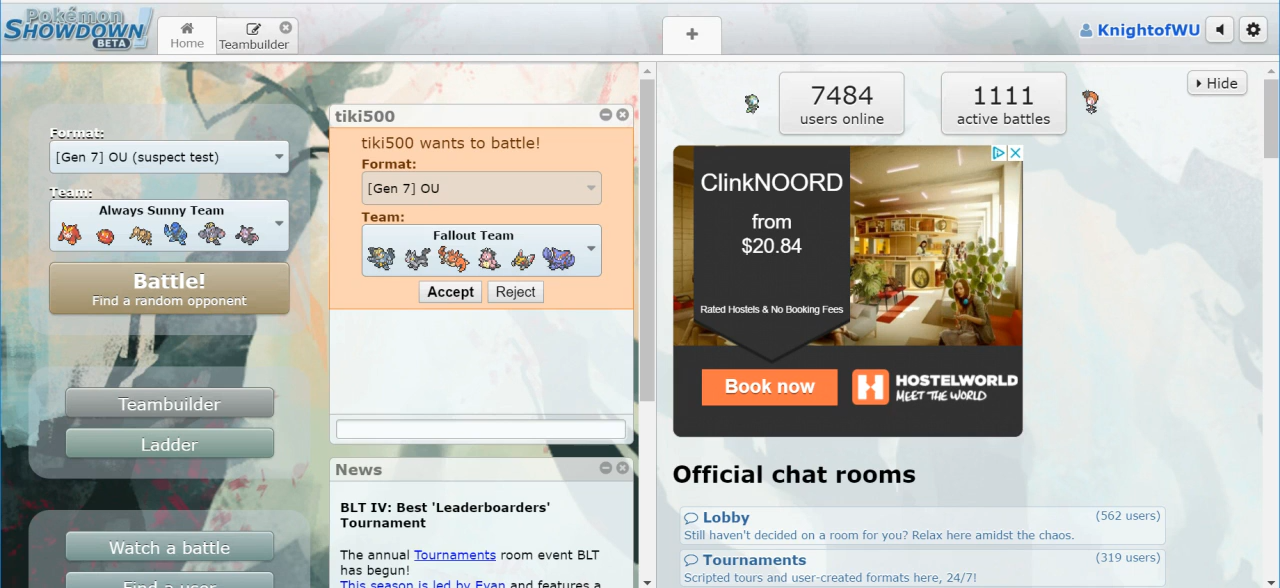 Pokémon
Showdown!
BETA
Home
Teambuilder
+
KnightofWU
Format:
[Gen 7] OU (suspect test)
Team:
Always Sunny Team
Battle!
Find a random opponent
Teambuilder
Ladder
Watch a battle
Find a user
tiki500
tiki500 wants to battle!
Format:
[Gen 7] OU
Team:
Fallout Team
Accept
Reject
News
BLT IV: Best 'Leaderboarders'
Tournament
The annual Tournaments room event BLT
has begun!
This season is led by Eyan and features a
7484
users online
1111
active battles
Hide
ClinkNOORD
from
$20.84
Rated Hostels & No Booking Fees
Book now
H HOSTELWORLD
MEET THE WORLD
Official chat rooms
Lobby
(562 users)
Still haven't decided on a room for you? Relax here amidst the chaos.
Tournaments
(319 users)
Scripted tours and user-created formats here, 24/7!